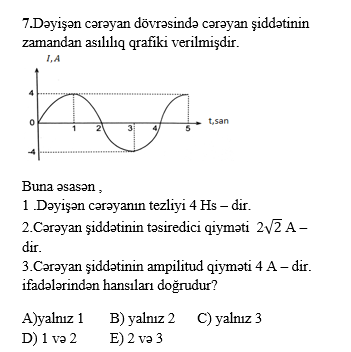 7.Dəyişən cərəyan dövrəsində cərəyan şiddətinin
zamandan asılılıq qrafiki verilmişdir.
I,A
4
0
1 2 3 4 5 t,san
-4
Buna əsasən ,
1 .Dəyişən cərəyanın tezliyi 4 Hs – dir.
2.Cərəyan şiddətinin təsiredici qiyməti 2√2 A –
dir.
3.Cərəyan şiddətinin ampilitud qiyməti 4 A – dir.
ifadələrindən hansıları doğrudur?
A)yalnız 1 B) yalnız 2 C) yalnız 3
D) 1 və 2 E) 2 və 3